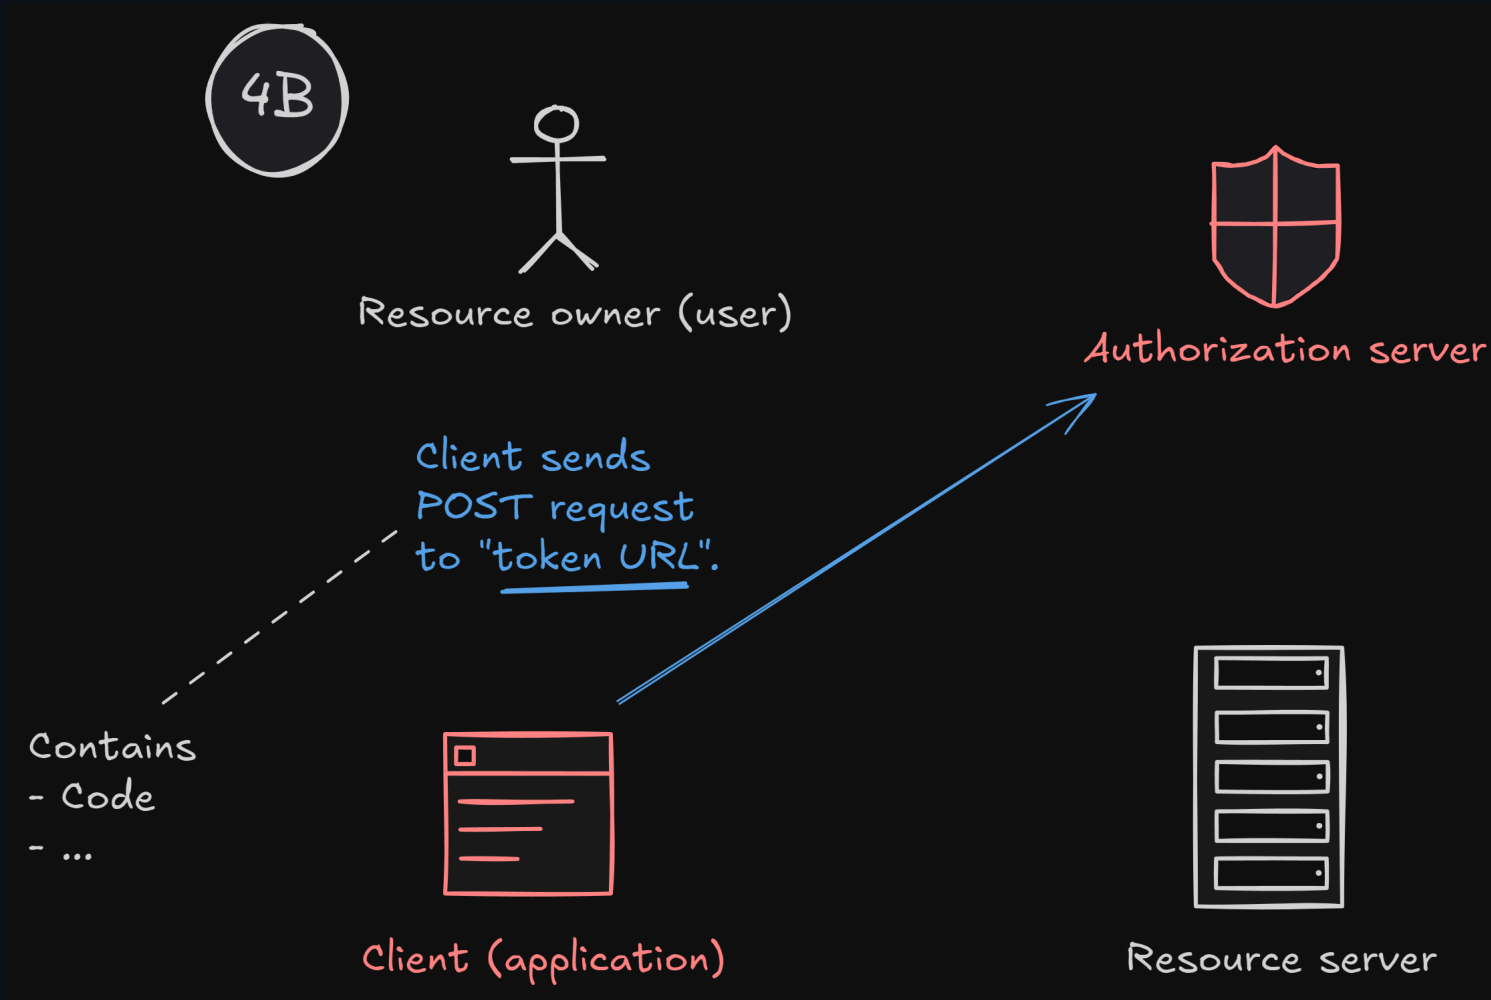 4B
Resource owner (user)
Authorization server
Client sends
POST request
to "token URL".
Contains
- Code
- ...
Client (application)
Resource server